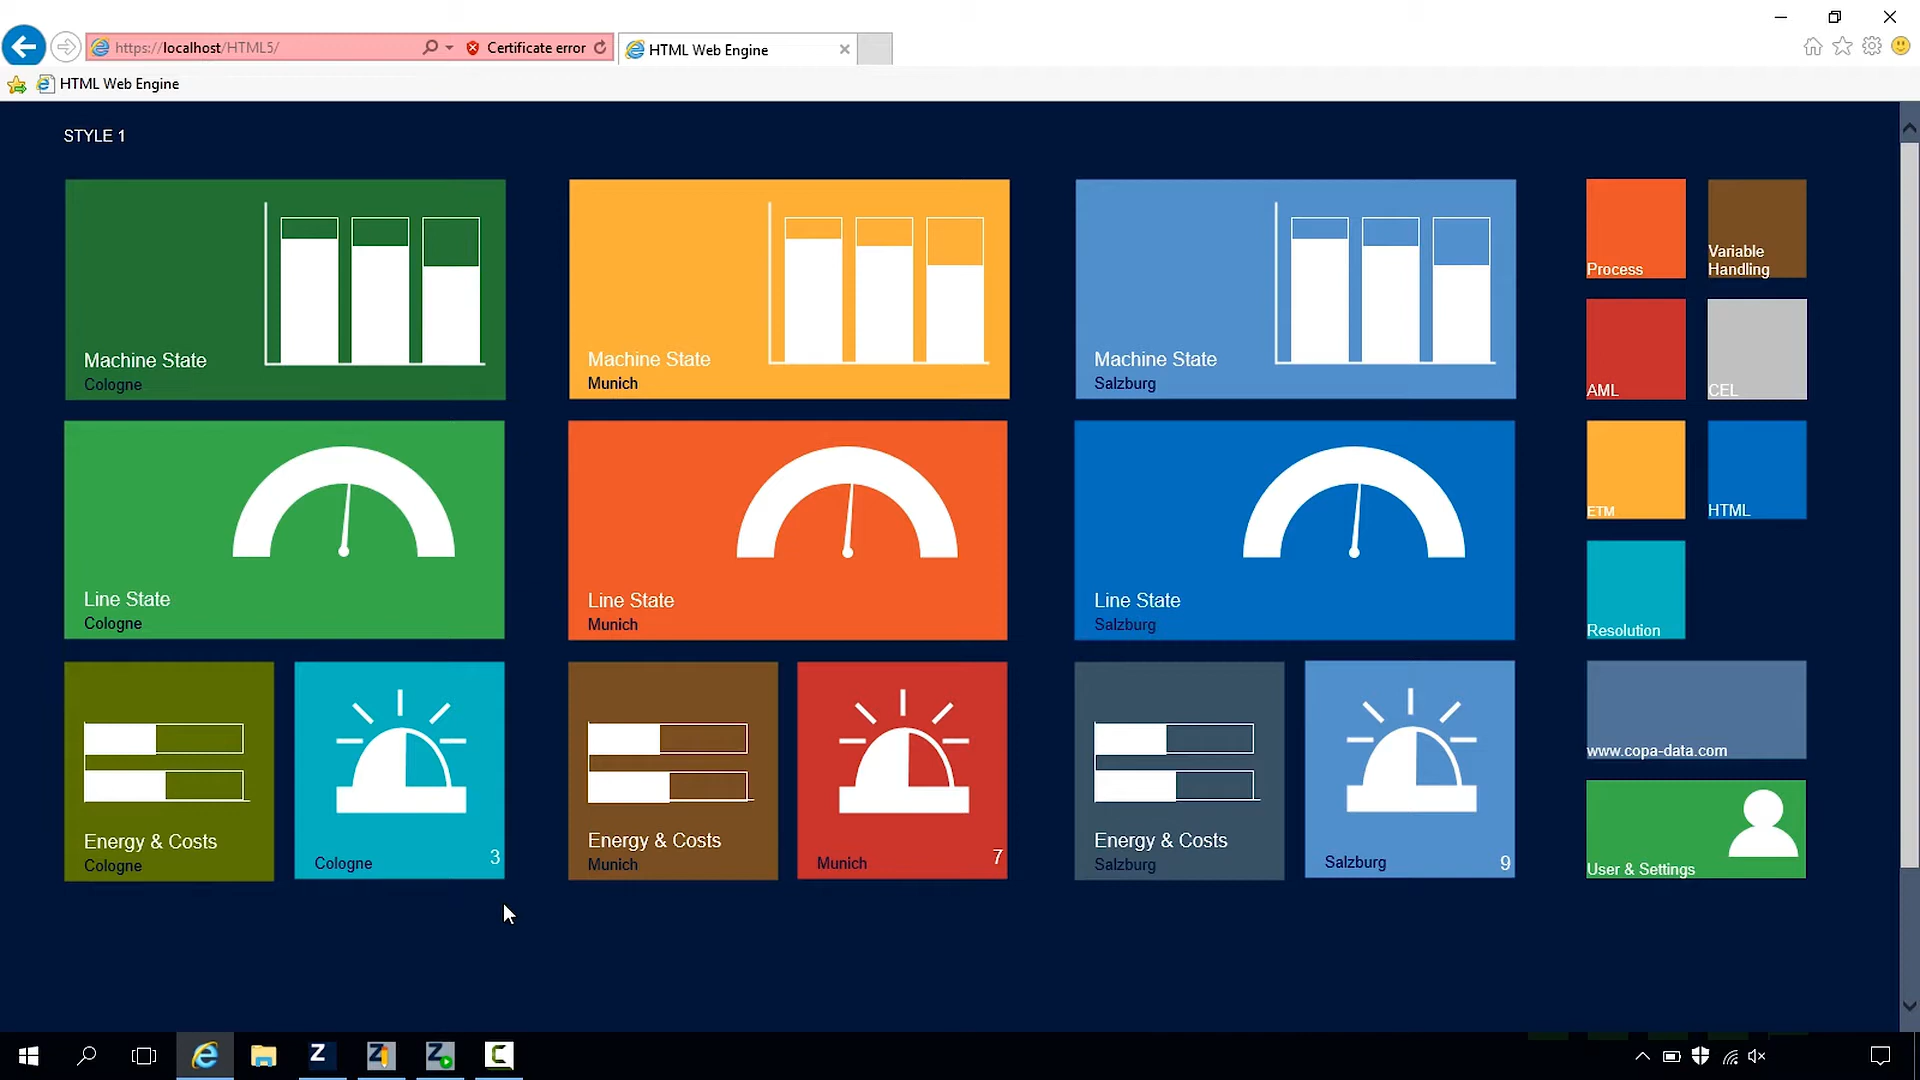 https://localhost/HTML5/
Certificate error
HTML Web Engine
HTML Web Engine
STYLE 1
Machine State
Cologne
Machine State
Munich
Machine State
Salzburg
Process
Variable
Handling
AML
CEL
Line State
Cologne
Line State
Munich
Line State
Salzburg
ETM
HTML
Resolution
Energy & Costs
Cologne
Cologne
3
Energy & Costs
Munich
Munich
7
Energy & Costs
Salzburg
Salzburg
9
www.copa-data.com
User & Settings